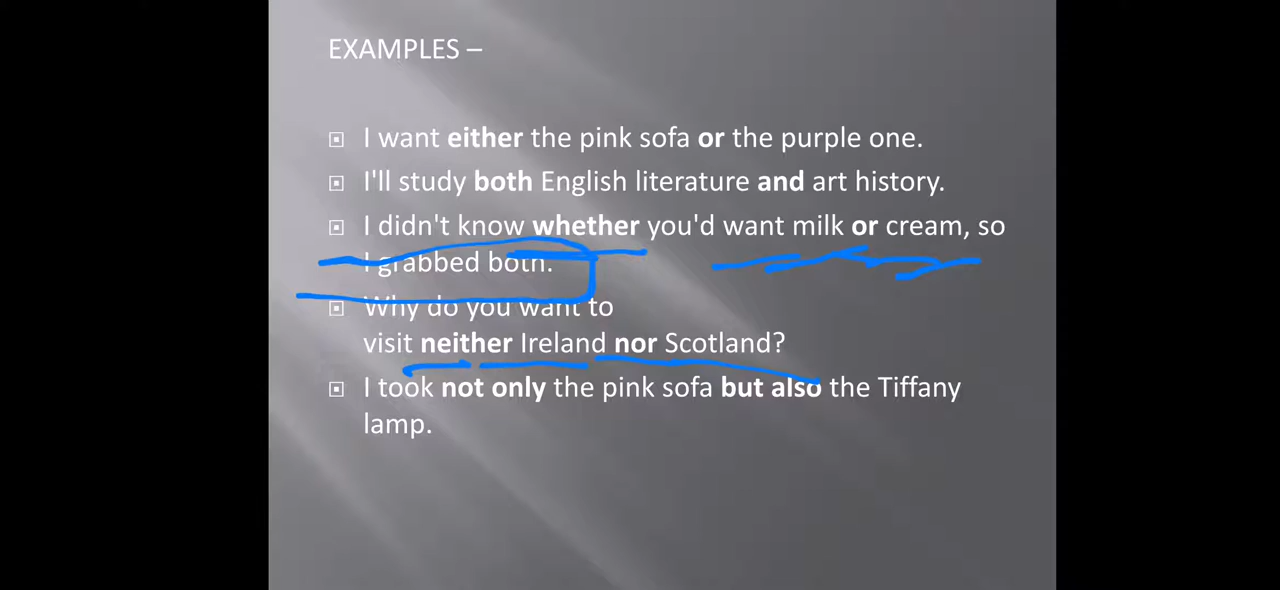 EXAMPLES –
I want either the pink sofa or the purple one.
I'll study both English literature and art history.
I didn't know whether you'd want milk or cream, so
I grabbed both.
Why do you want to
visit neither Ireland nor Scotland?
I took not only the pink sofa but also the Tiffany
lamp.